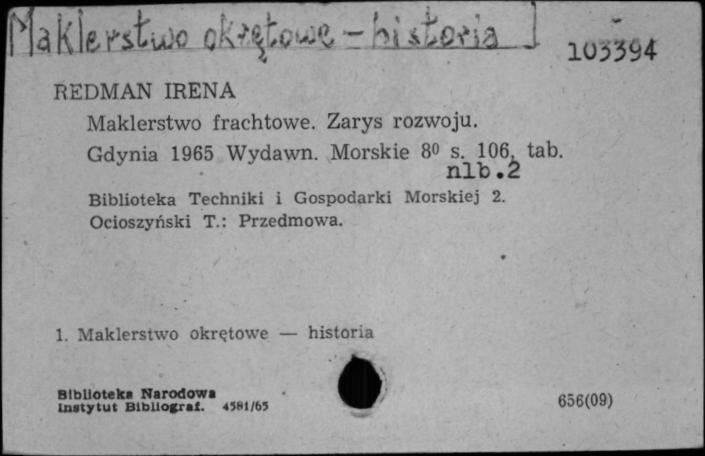 Maklerstwo okrętowe - historia
103394
REDMAN IRENA
Maklerstwo frachtowe. Zarys rozwoju.
Gdynia 1965 Wydawn. Morskie 8⁰ s. 106, tab.
nlb.2
Biblioteka Techniki i Gospodarki Morskiej 2.
Ocioszyński T.: Przedmowa.
1. Maklerstwo okrętowe — historia
Biblioteka Narodowa
Instytut Bibliograf. 4581/65
656(09)